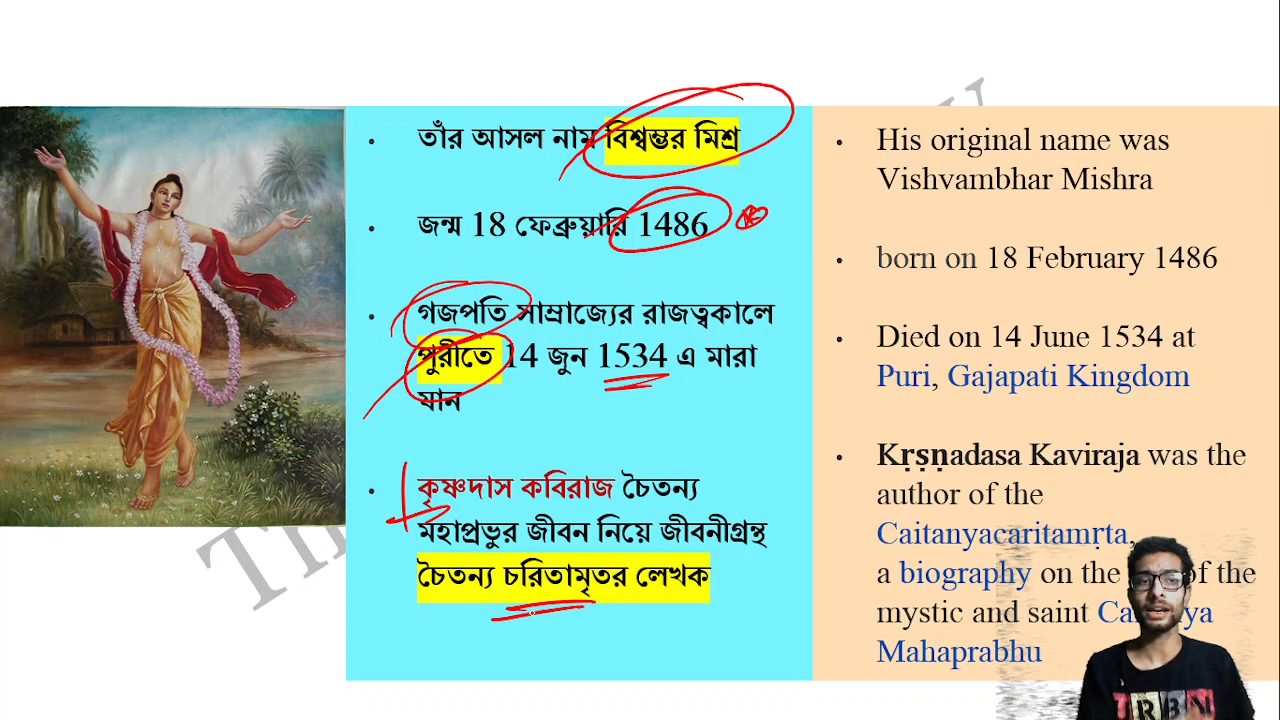 তাঁর আসল নাম বিশ্বম্ভর মিশ্র
জন্ম 18 ফেব্রুয়ারি 1486
গজপতি সাম্রাজ্যের রাজত্বকালে
পুরীতে 14 জুন 1534 এ মারা
যান
কৃষ্ণদাস কবিরাজ চৈতন্য
মহাপ্রভুর জীবন নিয়ে জীবনীগ্রন্থ
চৈতন্য চরিতামৃতর লেখক
His original name was
Vishvambhar Mishra
born on 18 February 1486
Died on 14 June 1534 at
Puri, Gajapati Kingdom
Kṛṣṇadasa Kaviraja was the
author of the
Caitanyacaritamṛta,
a biography on the of the
mystic and saint
Mahaprabhu